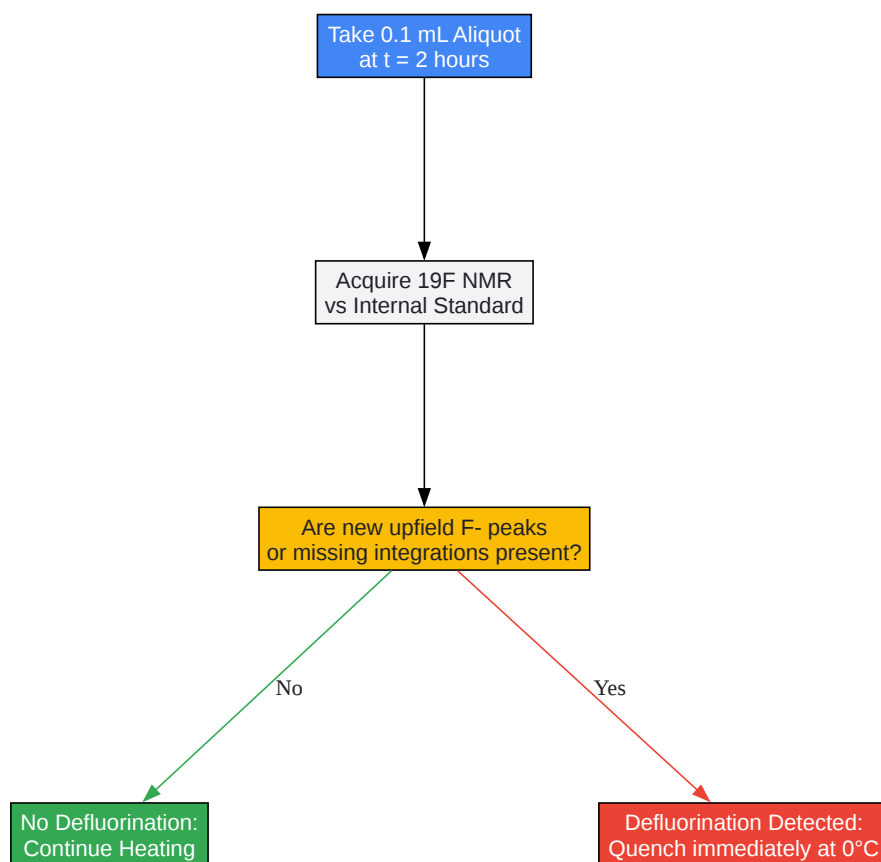 Take 0.1 mL Aliquot
at t = 2 hours
Acquire 19F NMR
vs Internal Standard
Are new upfield F- peaks
or missing integrations present?
No
Yes
No Defluorination:
Continue Heating
Defluorination Detected:
Quench immediately at 0°C